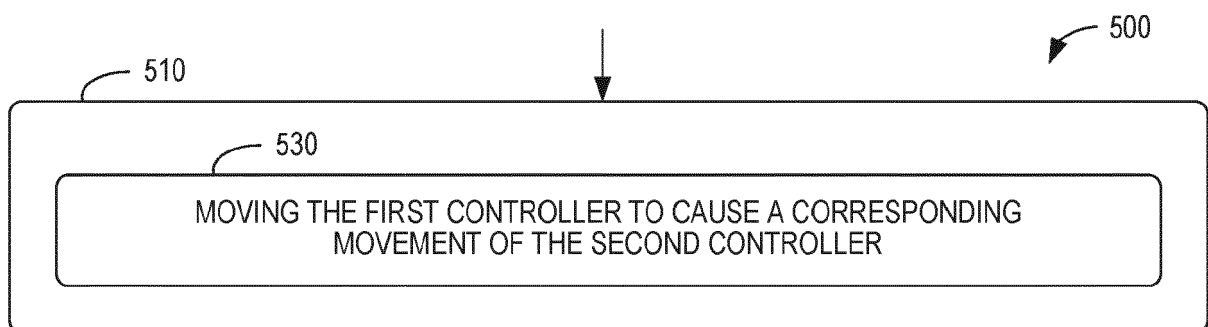 500
510
530
MOVING THE FIRST CONTROLLER TO CAUSE A CORRESPONDING
MOVEMENT OF THE SECOND CONTROLLER